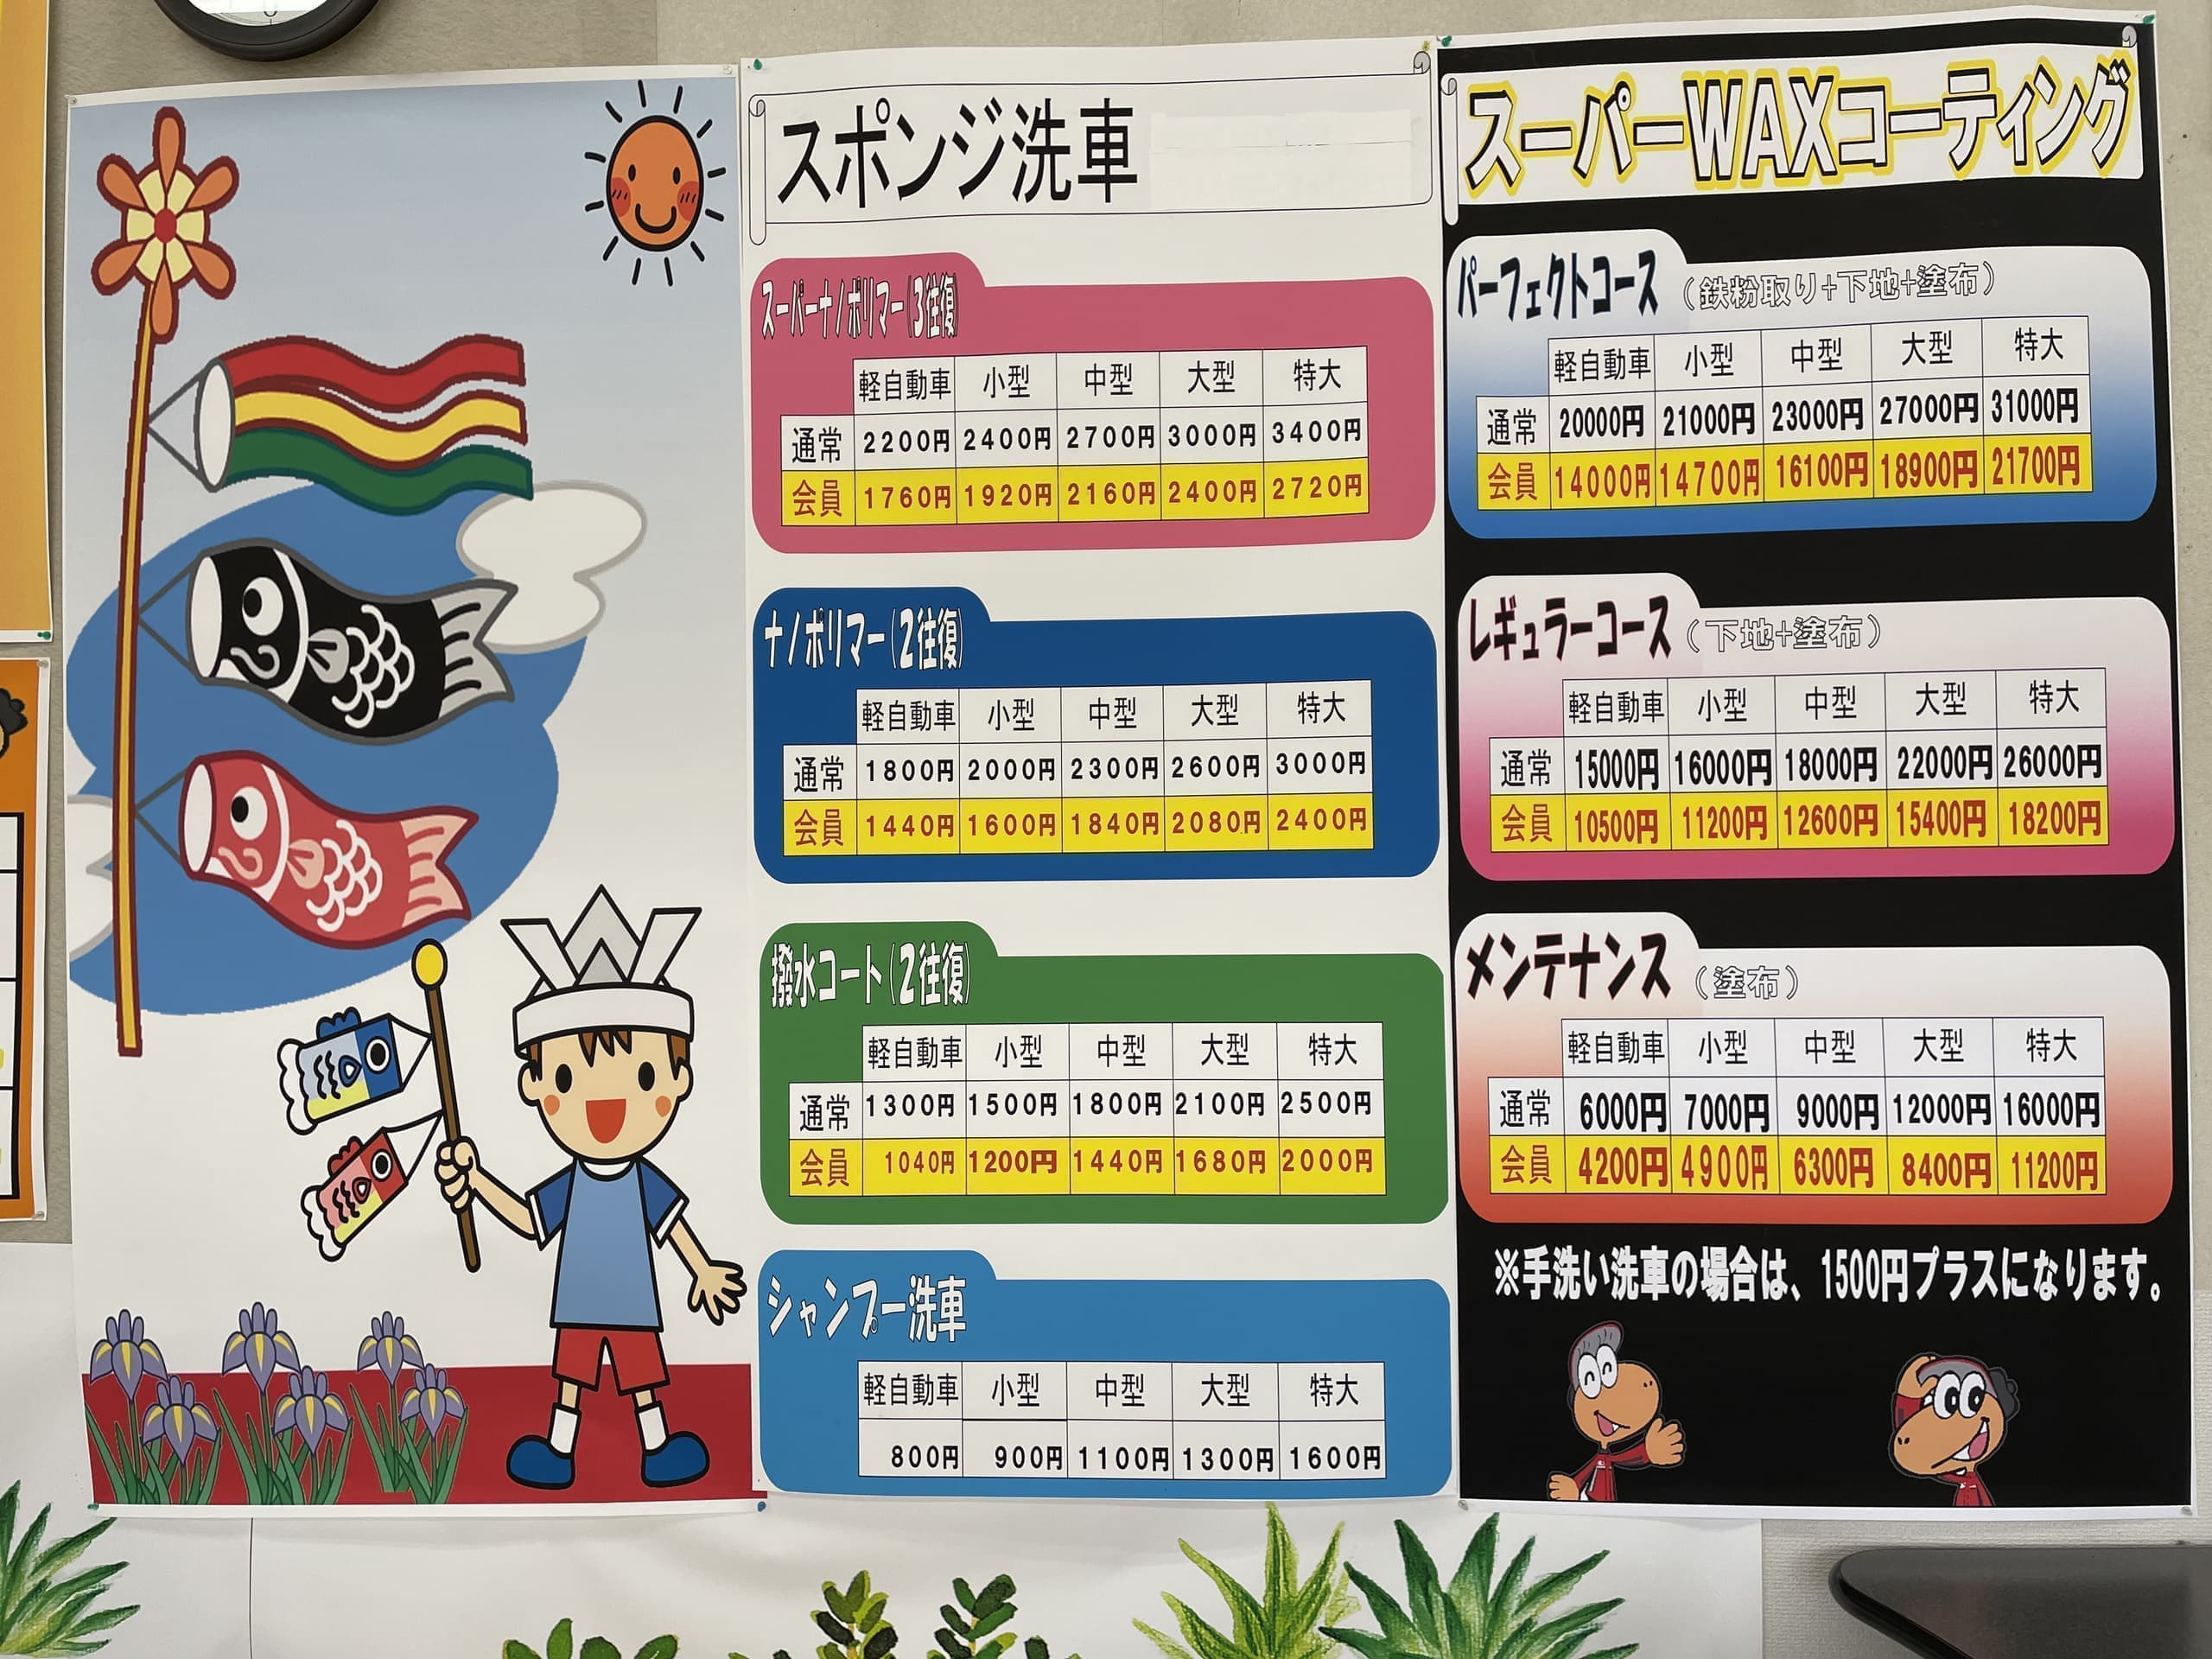 スポンジ洗車
スーパーナノポリマー(3往復)
軽自動車 小型 中型 大型 特大
通常 2200円 2400円 2700円 3000円 3400円
会員 1760円 1920円 2160円 2400円 2720円
ナノポリマー(2往復)
軽自動車 小型 中型 大型 特大
通常 1800円 2000円 2300円 2600円 3000円
会員 1440円 1600円 1840円 2080円 2400円
撥水コート(2往復)
軽自動車 小型 中型 大型 特大
通常 1300円 1500円 1800円 2100円 2500円
会員 1040円 1200円 1440円 1680円 2000円
シャンプー洗車
軽自動車 小型 中型 大型 特大
800円 900円 1100円 1300円 1600円
スーパーWAXコーティング
パーフェクトコース (鉄粉取り+下地+塗布)
軽自動車 小型 中型 大型 特大
通常 20000円 21000円 23000円 27000円 31000円
会員 14000円 14700円 16100円 18900円 21700円
レギュラーコース (下地+塗布)
軽自動車 小型 中型 大型 特大
通常 15000円 16000円 18000円 22000円 26000円
会員 10500円 11200円 12600円 15400円 18200円
メンテナンス (塗布)
軽自動車 小型 中型 大型 特大
通常 6000円 7000円 9000円 12000円 16000円
会員 4200円 4900円 6300円 8400円 11200円
※手洗い洗車の場合は、1500円プラスになります。